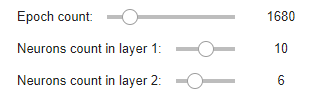 Epoch count: 1680
Neurons count in layer 1: 10
Neurons count in layer 2: 6